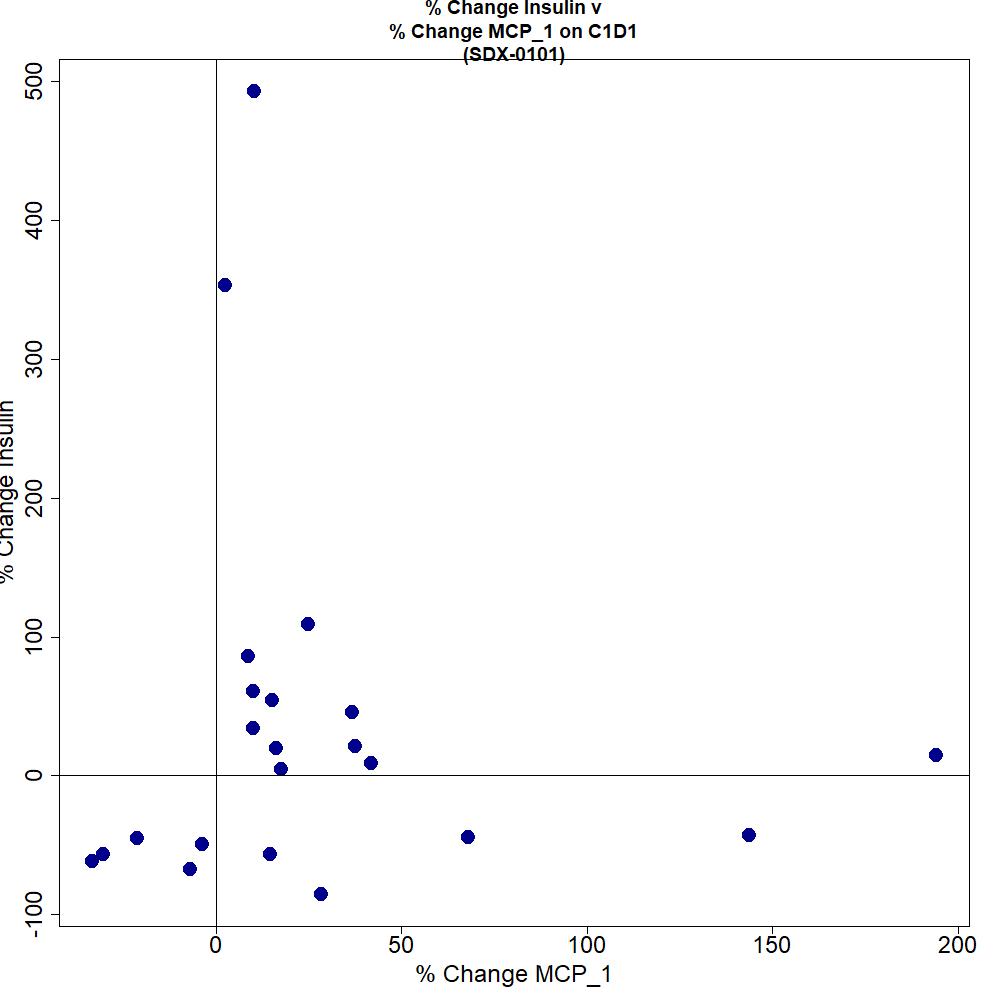 % Change Insulin v
% Change MCP_1 on C1D1
(SDX-0101)
% Change Insulin
500
400
300
200
100
0
-100
0 50 100 150 200
% Change MCP_1